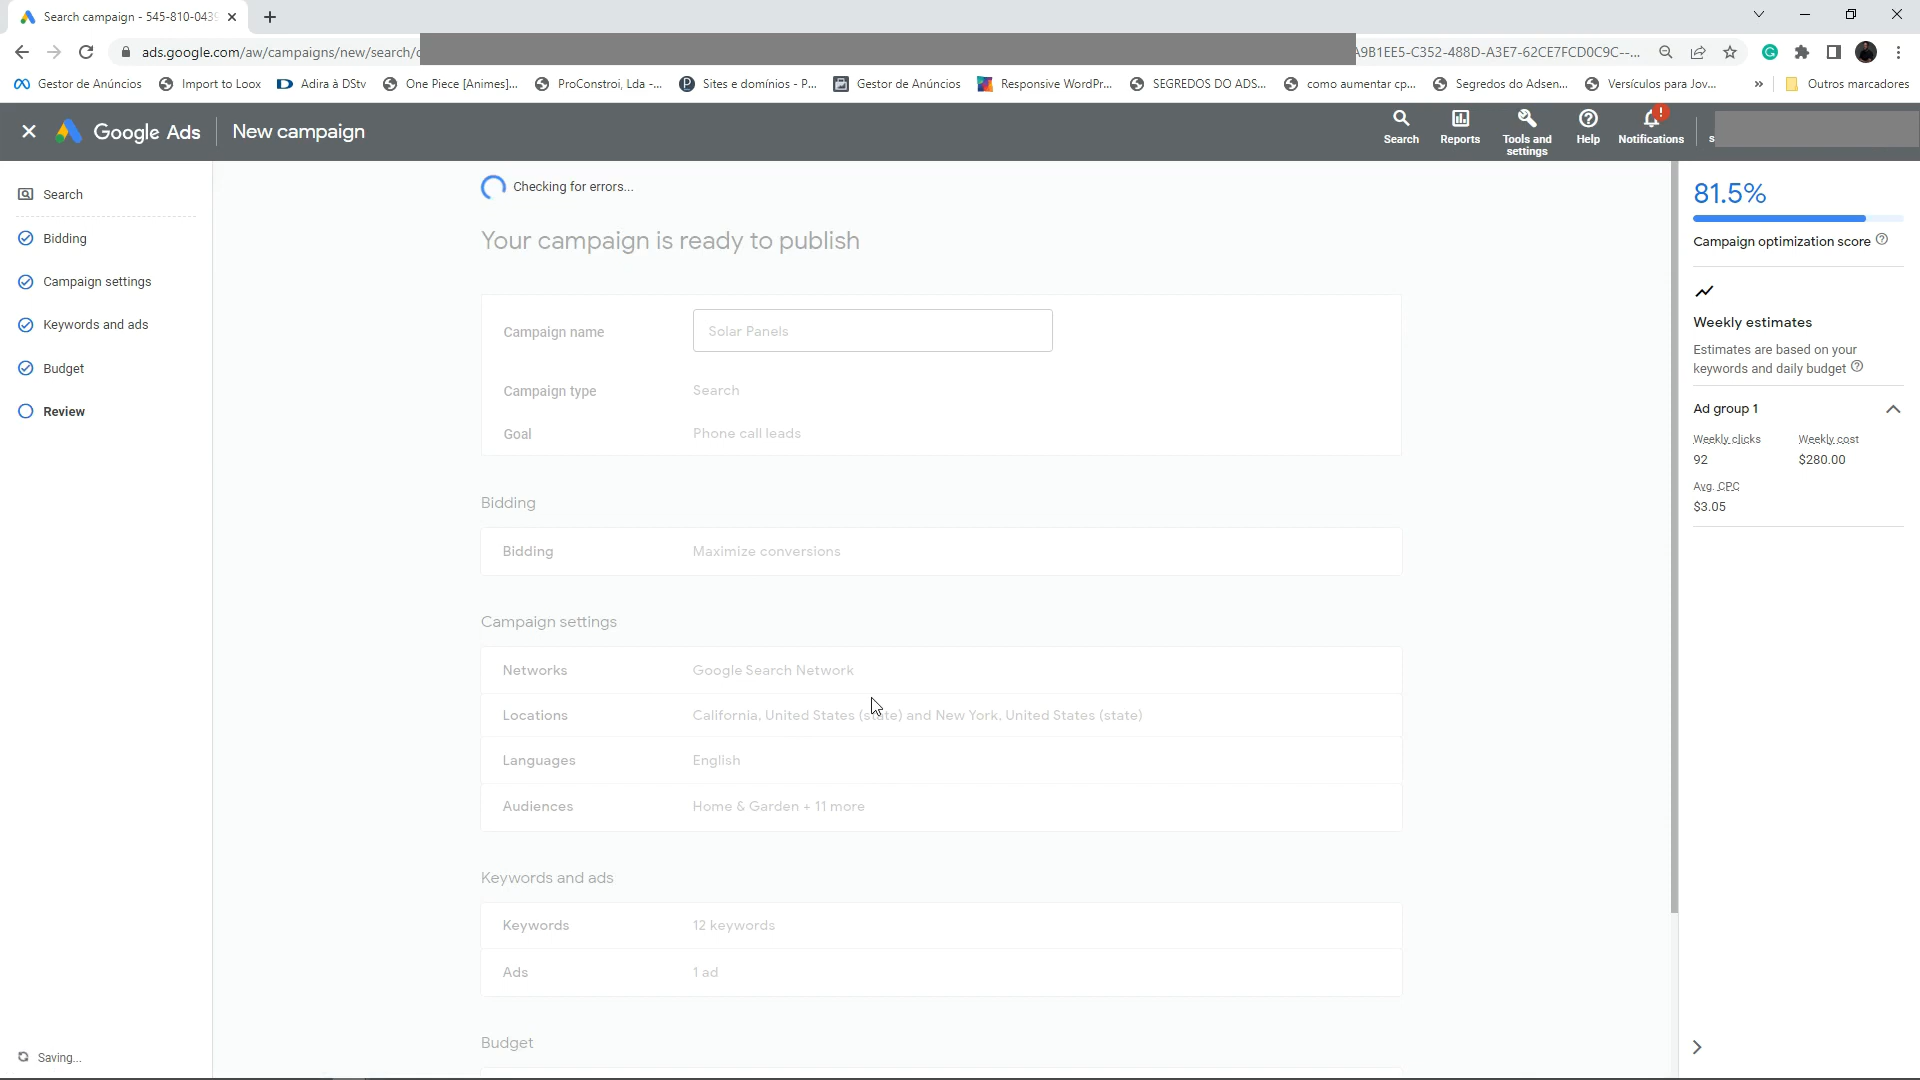 Search campaign - 545-810-0439
ads.google.com/aw/campaigns/new/search/c
A9B1EE5-C352-488D-A3E7-62CE7FCD0C9C--...
Gestor de Anúncios
Import to Loox
Adira à DStv
One Piece [Animes]...
ProConstroi, Lda -...
Sites e domínios - P...
Gestor de Anúncios
Responsive WordPr...
SEGREDOS DO ADS...
como aumentar cp...
Segredos do Adsen...
Versículos para Jov...
»
Outros marcadores
Google Ads
New campaign
Search
Reports
Tools and
settings
Help
Notifications
s
Search
Bidding
Campaign settings
Keywords and ads
Budget
Review
Saving...
Checking for errors...
Your campaign is ready to publish
Campaign name
Solar Panels
Campaign type
Search
Goal
Phone call leads
Bidding
Bidding
Maximize conversions
Campaign settings
Networks
Google Search Network
Locations
California, United States (state) and New York, United States (state)
Languages
English
Audiences
Home & Garden + 11 more
Keywords and ads
Keywords
12 keywords
Ads
1 ad
Budget
81.5%
Campaign optimization score
Weekly estimates
Estimates are based on your
keywords and daily budget
Ad group 1
Weekly clicks
Weekly cost
92
$280.00
Avg. CPC
$3.05